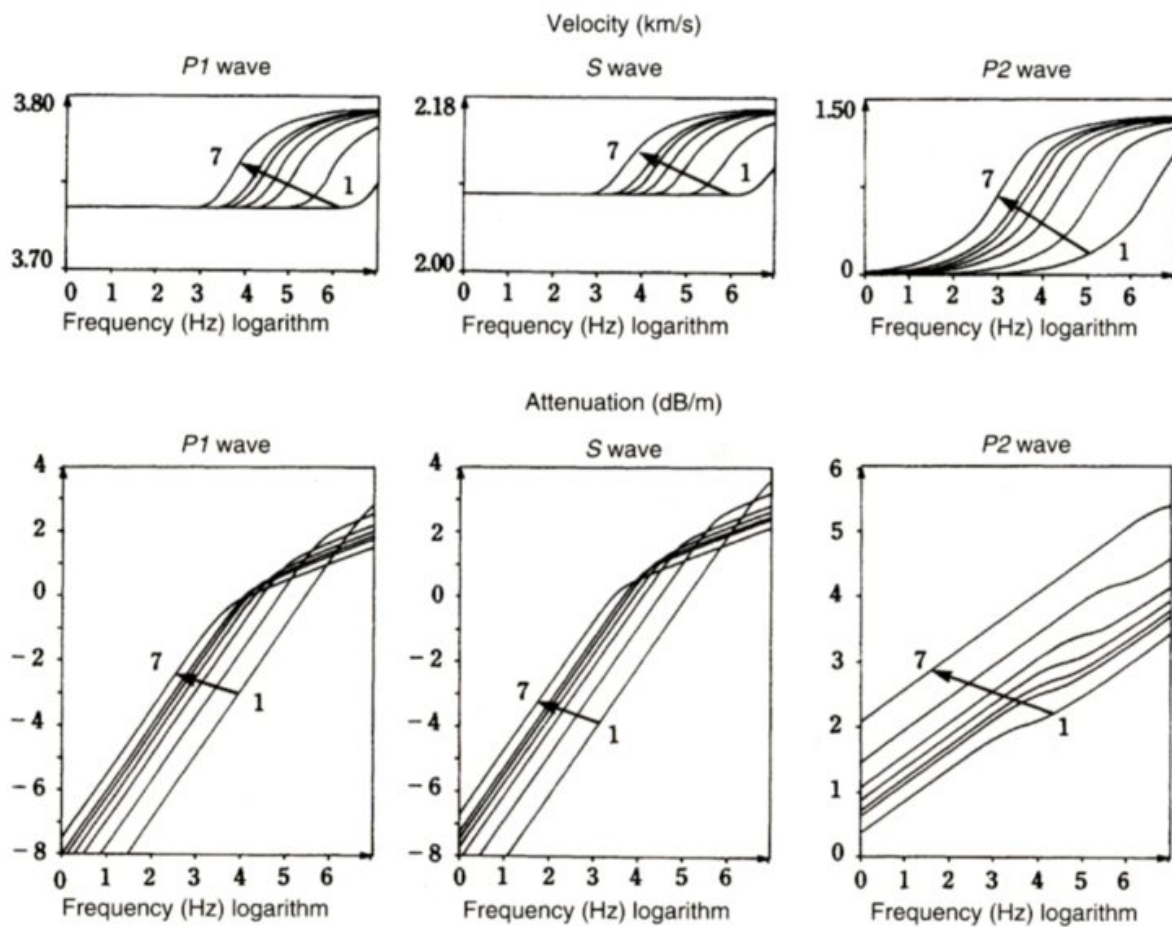 Velocity (km/s)
P1 wave
S wave
P2 wave
3.80
3.70
7
1
0 1 2 3 4 5 6
Frequency (Hz) logarithm
2.18
2.00
7
1
0 1 2 3 4 5 6
Frequency (Hz) logarithm
1.50
0
7
1
0 1 2 3 4 5 6
Frequency (Hz) logarithm
Attenuation (dB/m)
P1 wave
S wave
P2 wave
4
2
0
−2
−4
−6
−8
7
1
0 1 2 3 4 5 6
Frequency (Hz) logarithm
4
2
0
−2
−4
−6
−8
7
1
0 1 2 3 4 5 6
Frequency (Hz) logarithm
6
5
4
3
2
1
0
7
1
0 1 2 3 4 5 6
Frequency (Hz) logarithm